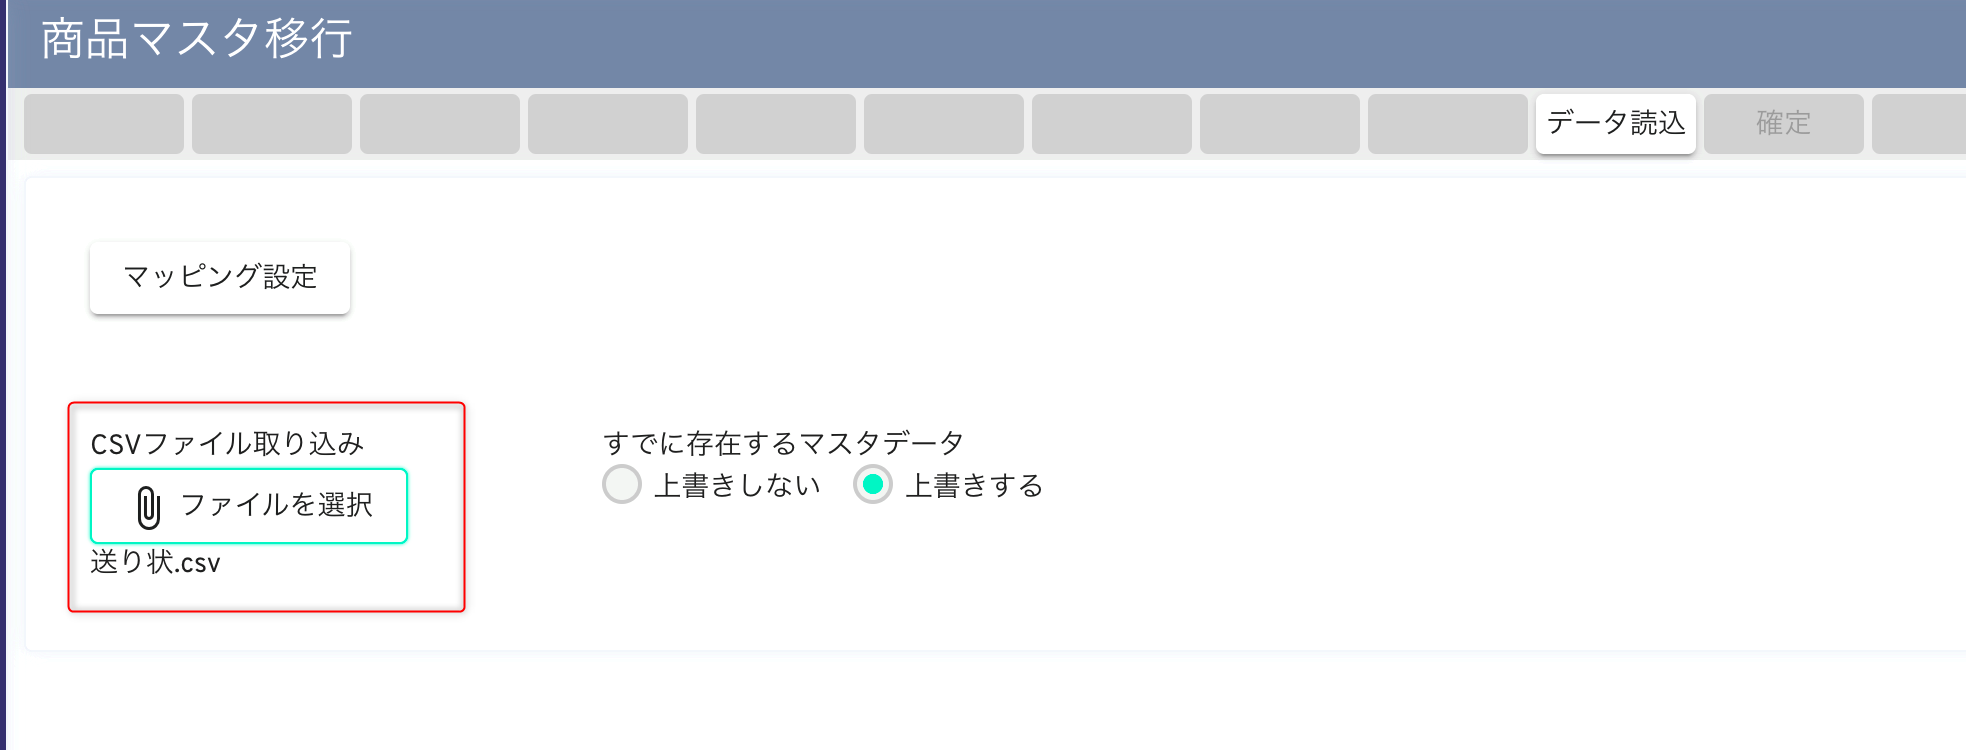 商品マスタ移行
データ読込
確定
マッピング設定
CSVファイル取り込み
ファイルを選択
送り状.csv
すでに存在するマスタデータ
上書きしない
上書きする